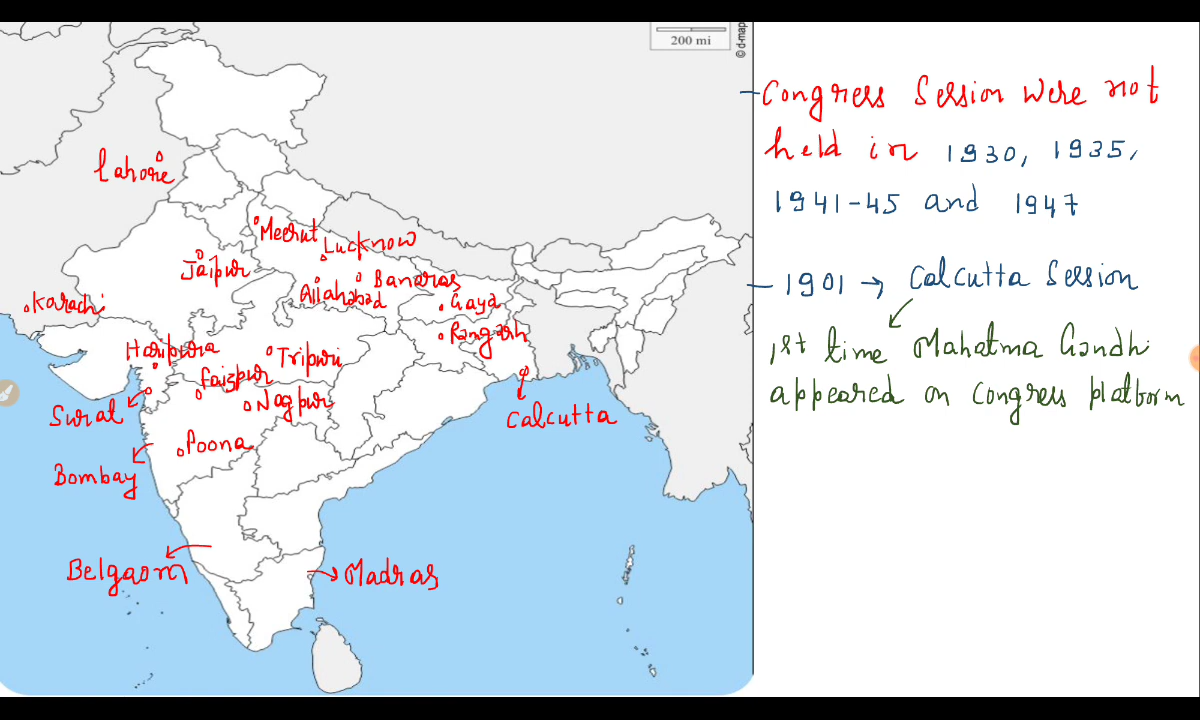 200 mi
© d-map
Lahore
Meerut
Lucknow
Jaipur
Banaras
Allahabad
Gaya
Karachi
Ramgarh
Haripura
Tripuri
Faizpur
Nagpur
Surat
Calcutta
Poona
Bombay
Belgaom
Madras
- Congress Session were not
held in 1930, 1935,
1941-45 and 1947
- 1901 → Calcutta Session
1st time Mahatma Gandhi
appeared on Congress platform